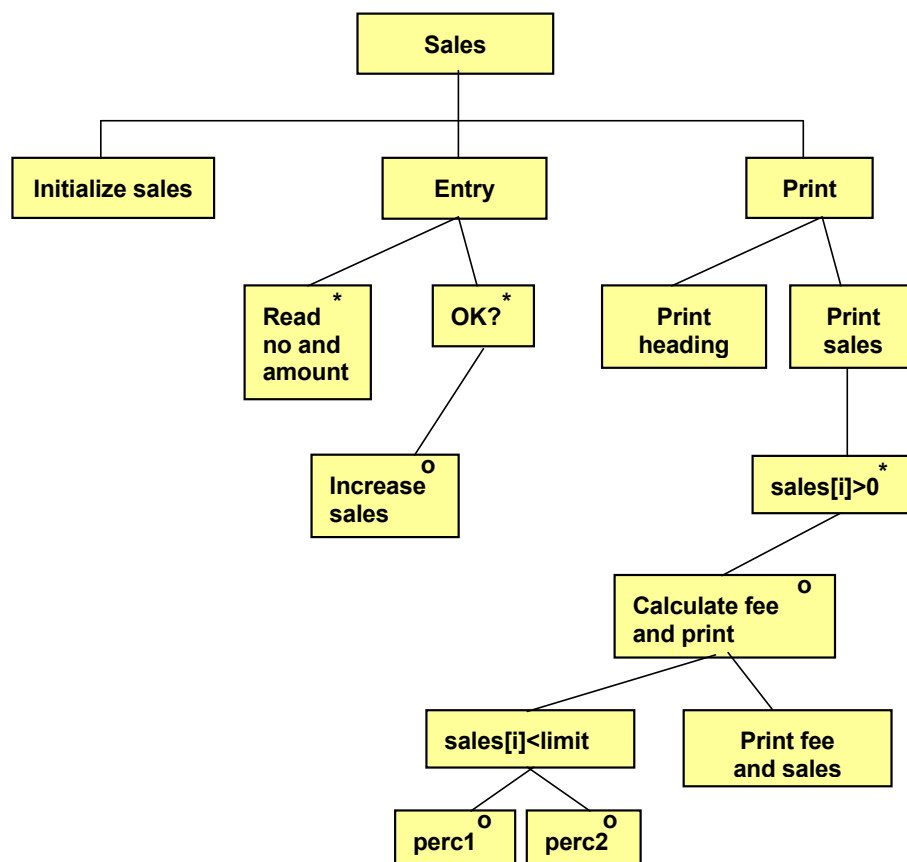 Sales
Initialize sales
Entry
Print
Read *
no and
amount
OK? *
Print
heading
Print
sales
Increase o
sales
sales[i]>0 *
Calculate fee o
and print
sales[i]<limit
Print fee
and sales
perc1 o
perc2 o